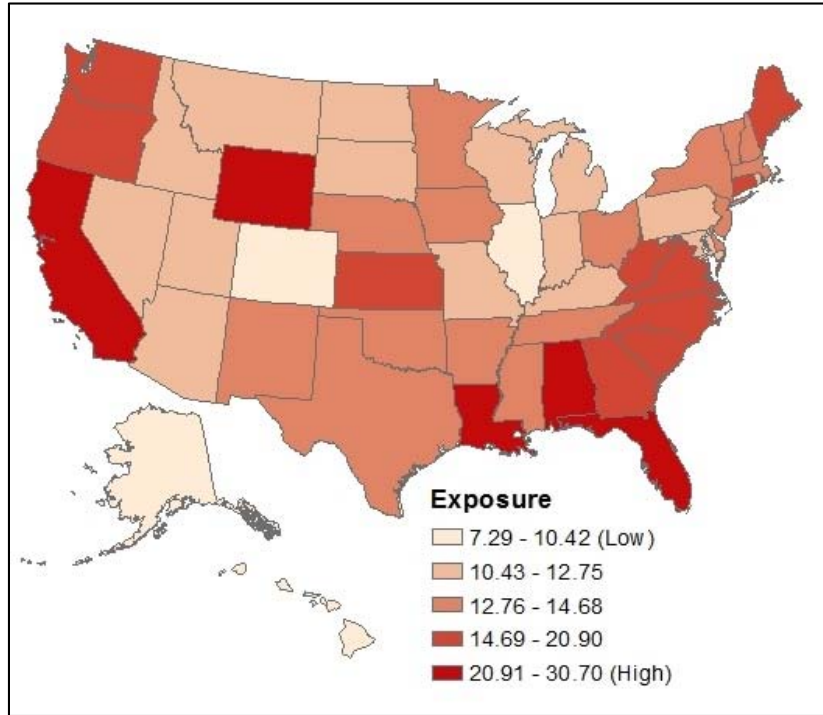 Exposure
7.29 - 10.42 (Low)
10.43 - 12.75
12.76 - 14.68
14.69 - 20.90
20.91 - 30.70 (High)